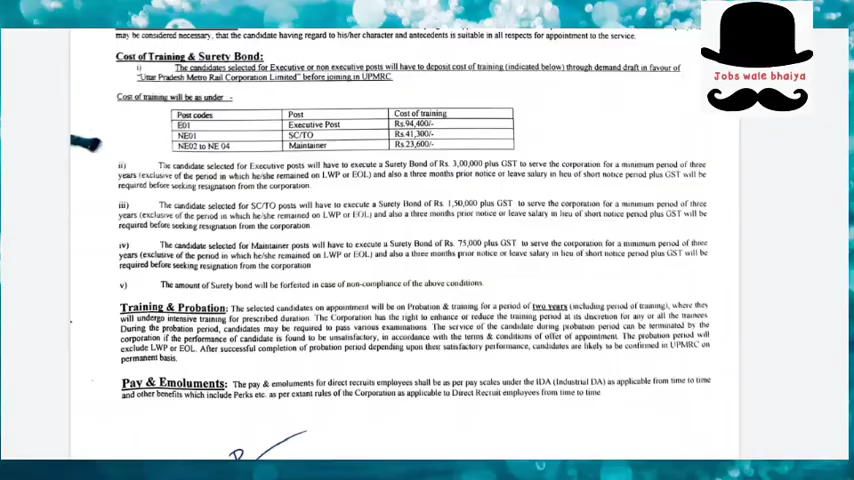 may be considered necessary, that the candidate having regard to his/her character and antecedents is suitable in all respects for appointment to the service.
Jobs wale bhaiya
Cost of Training & Surety Bond:
i) The candidates selected for Executive or non executive posts will have to deposit cost of training (indicated below) through demand draft in favour of
"Uttar Pradesh Metro Rail Corporation Limited" before joining in UPMRC.
Cost of training will be as under :-
Post codes Post Cost of training
E01 Executive Post Rs.94,400/-
NE01 SC/TO Rs.41,300/-
NE02 to NE 04 Maintainer Rs.23,600/-
ii) The candidate selected for Executive posts will have to execute a Surety Bond of Rs. 3,00,000 plus GST to serve the corporation for a minimum period of three
years (exclusive of the period in which he/she remained on LWP or EOL) and also a three months prior notice or leave salary in lieu of short notice period plus GST will be
required before seeking resignation from the corporation.
iii) The candidate selected for SC/TO posts will have to execute a Surety Bond of Rs. 1,50,000 plus GST to serve the corporation for a minimum period of three
years (exclusive of the period in which he/she remained on LWP or EOL) and also a three months prior notice or leave salary in lieu of short notice period plus GST will be
required before seeking resignation from the corporation
iv) The candidate selected for Maintainer posts will have to execute a Surety Bond of Rs. 75,000 plus GST to serve the corporation for a minimum period of three
years (exclusive of the period in which he/she remained on LWP or EOL) and also a three months prior notice or leave salary in lieu of short notice period plus GST will be
required before seeking resignation from the corporation
v) The amount of Surety bond will be forfeited in case of non-compliance of the above conditions.
Training & Probation: The selected candidates on appointment will be on Probation & training for a period of two years (including period of training), where they
will undergo intensive training for prescribed duration. The Corporation has the right to enhance or reduce the training period at its discretion for any or all the trainees
During the probation period, candidates may be required to pass various examinations. The service of the candidate during probation period can be terminated by the
corporation if the performance of candidate is found to be unsatisfactory, in accordance with the terms & conditions of offer of appointment. The probation period will
exclude LWP or EOL. After successful completion of probation period depending upon their satisfactory performance, candidates are likely to be confirmed in UPMRC on
permanent basis.
Pay & Emoluments: The pay & emoluments for direct recruits employees shall be as per pay scales under the IDA (Industrial DA) as applicable from time to time
and other benefits which include Perks etc. as per extant rules of the Corporation as applicable to Direct Recruit employees from time to time